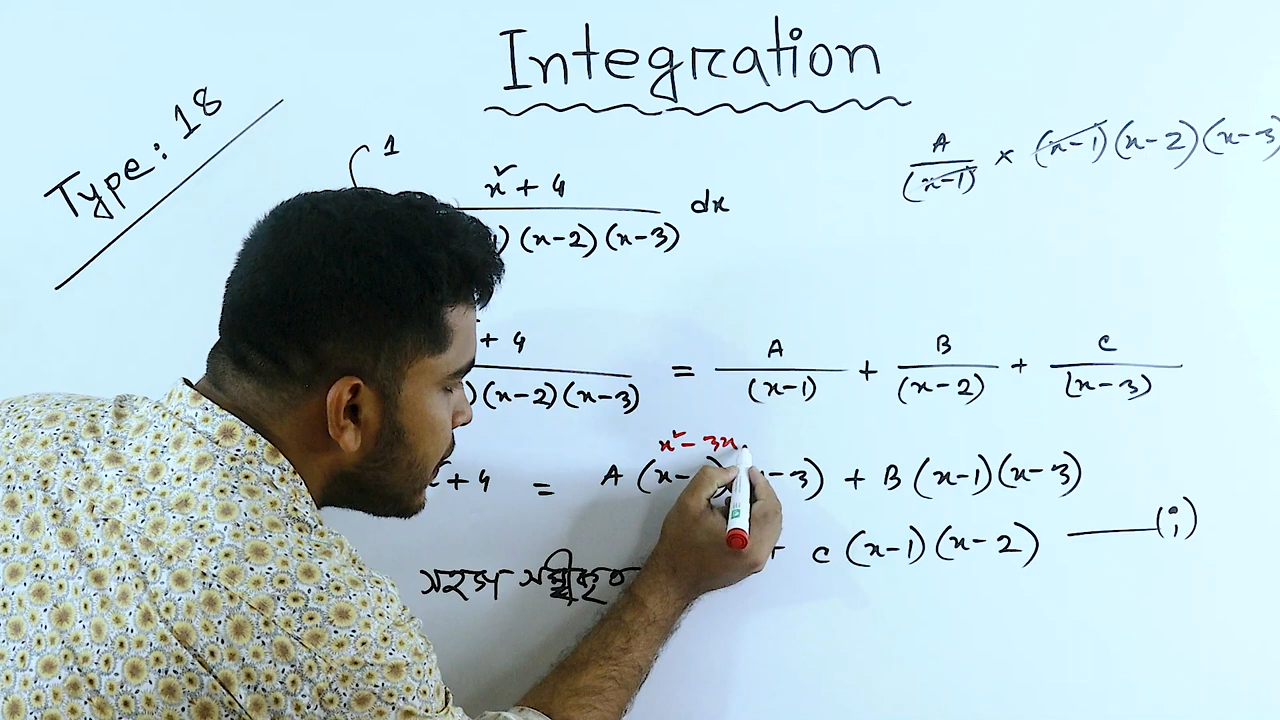 Integration
Type: 18
1
x² + 4
) (x-2) (x-3) dx
A/(x-1) × (x-1)(x-2)(x-3)
+ 4
)(x-2)(x-3) = A/(x-1) + B/(x-2) + C/(x-3)
x² - 3x
+ 4 = A (x- -3) + B (x-1)(x-3)
C (x-1)(x-2) —— (i)